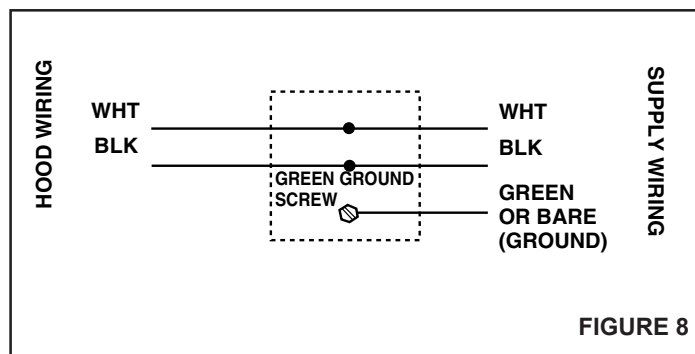 HOOD WIRING
WHT
BLK
GREEN GROUND
SCREW
WHT
BLK
GREEN
OR BARE
(GROUND)
SUPPLY WIRING
FIGURE 8